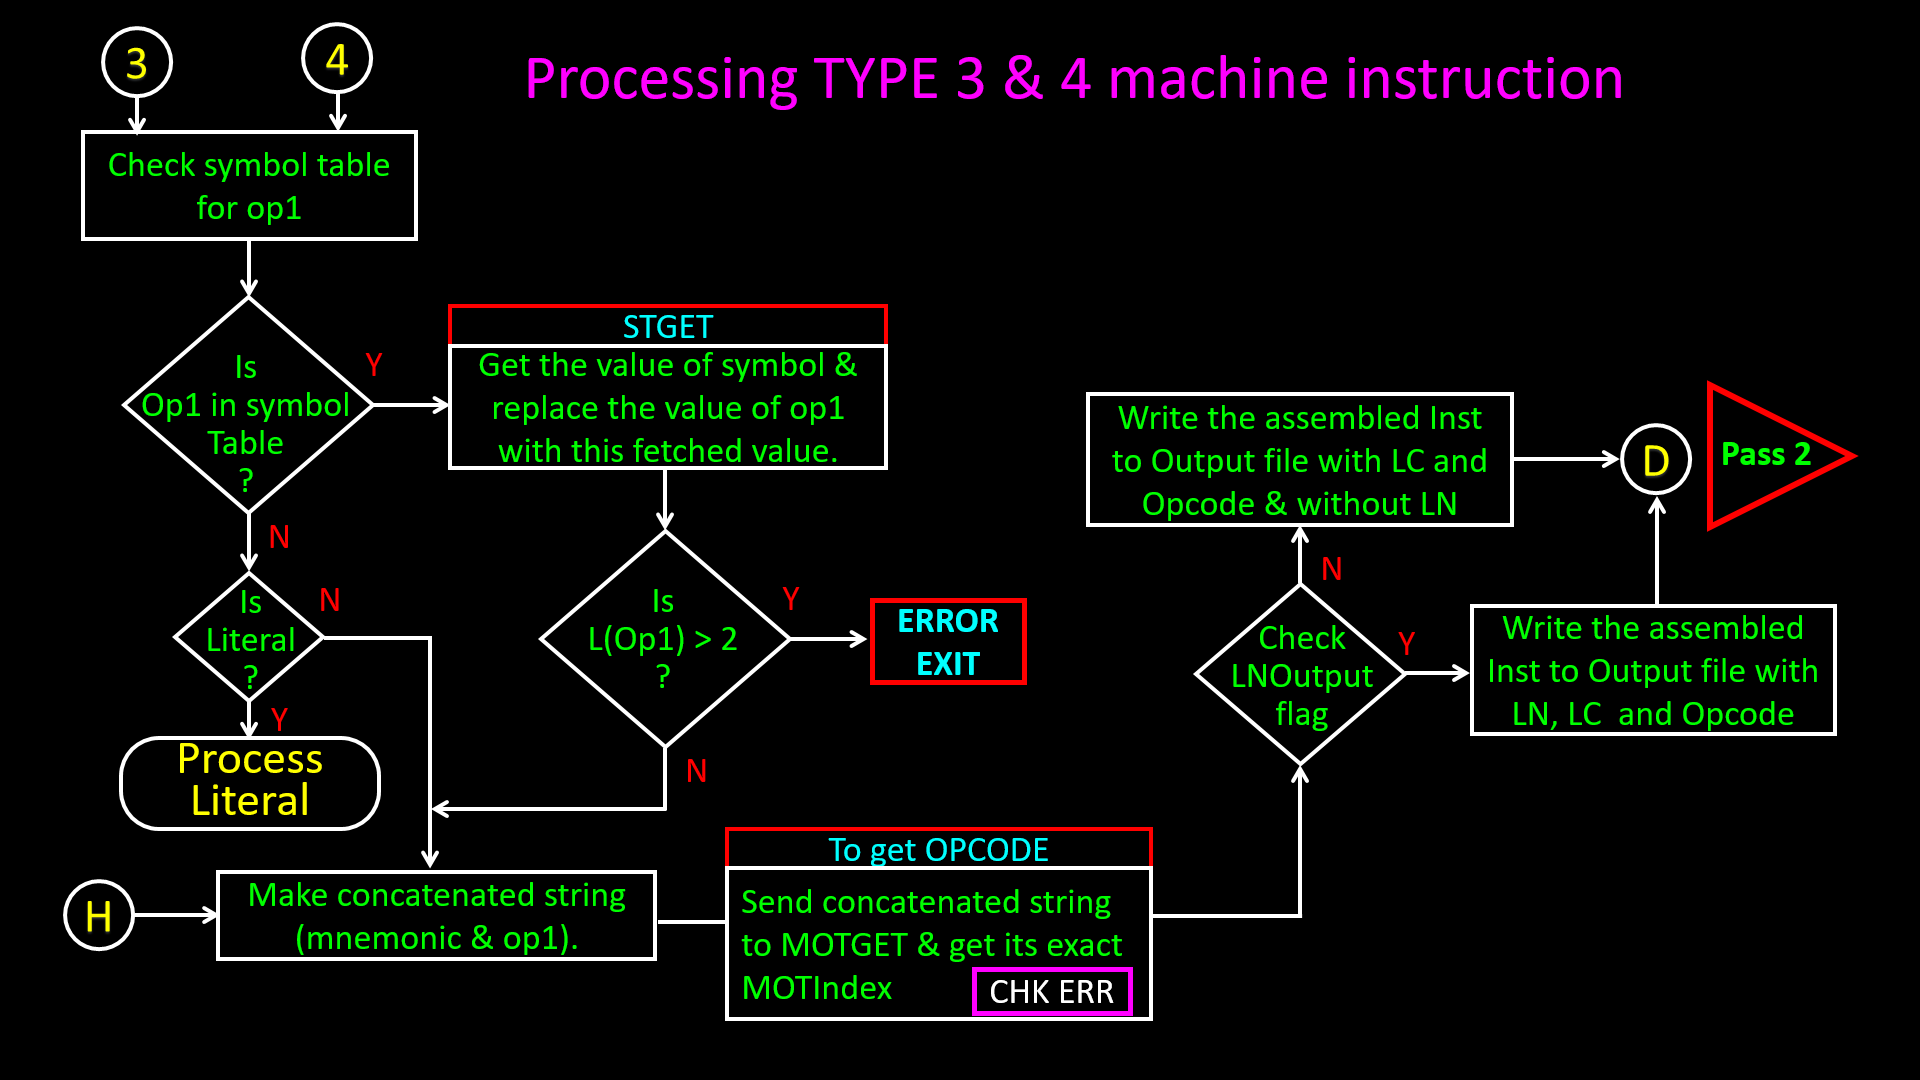 3
4
Processing TYPE 3 & 4 machine instruction
Check symbol table
for op1
Is
Op1 in symbol
Table
?
Y
N
STGET
Get the value of symbol &
replace the value of op1
with this fetched value.
Is
Literal
?
N
Y
Process
Literal
Is
L(Op1) > 2
?
Y
N
ERROR
EXIT
H
Make concatenated string
(mnemonic & op1).
To get OPCODE
Send concatenated string
to MOTGET & get its exact
MOTIndex
CHK ERR
Check
LNOutput
flag
N
Y
Write the assembled Inst
to Output file with LC and
Opcode & without LN
Write the assembled
Inst to Output file with
LN, LC  and Opcode
D
Pass 2